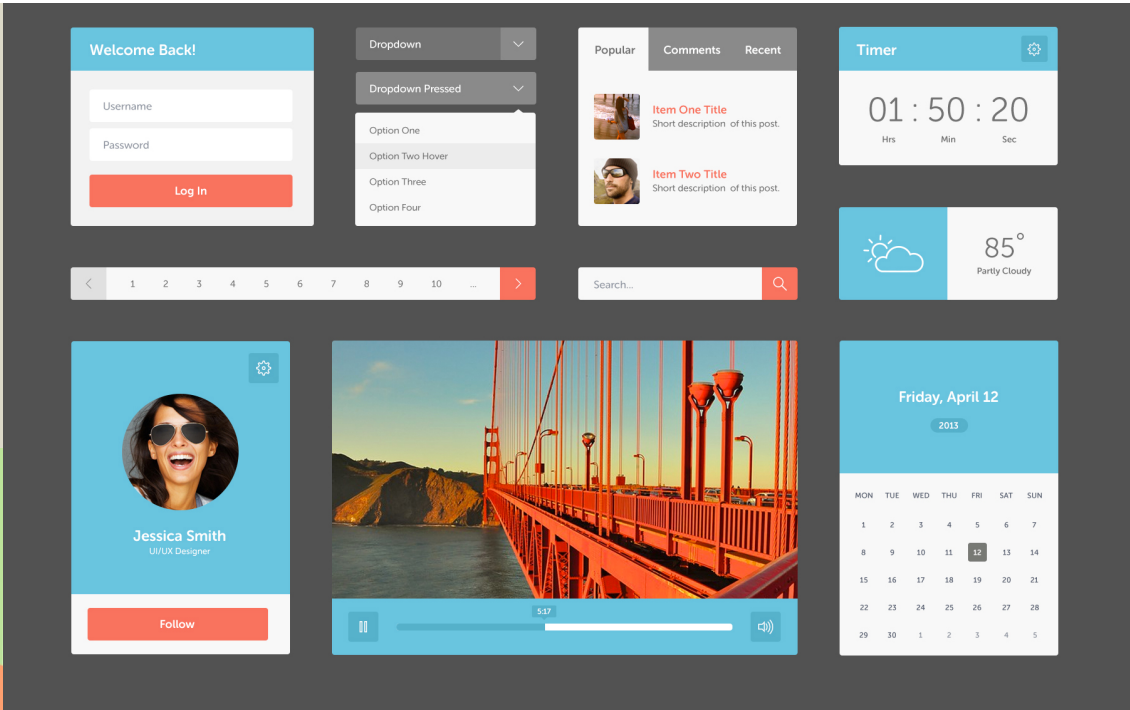 Welcome Back!
Username
Password
Log In
Dropdown
Dropdown Pressed
Option One
Option Two Hover
Option Three
Option Four
Popular Comments Recent
Item One Title
Short description of this post.
Item Two Title
Short description of this post.
Timer
01 : 50 : 20
Hrs Min Sec
85°
Partly Cloudy
1 2 3 4 5 6 7 8 9 10 ...
Search...
Jessica Smith
UI/UX Designer
Follow
5:17
Friday, April 12
2013
MON TUE WED THU FRI SAT SUN
1 2 3 4 5 6 7
8 9 10 11 12 13 14
15 16 17 18 19 20 21
22 23 24 25 26 27 28
29 30 1 2 3 4 5